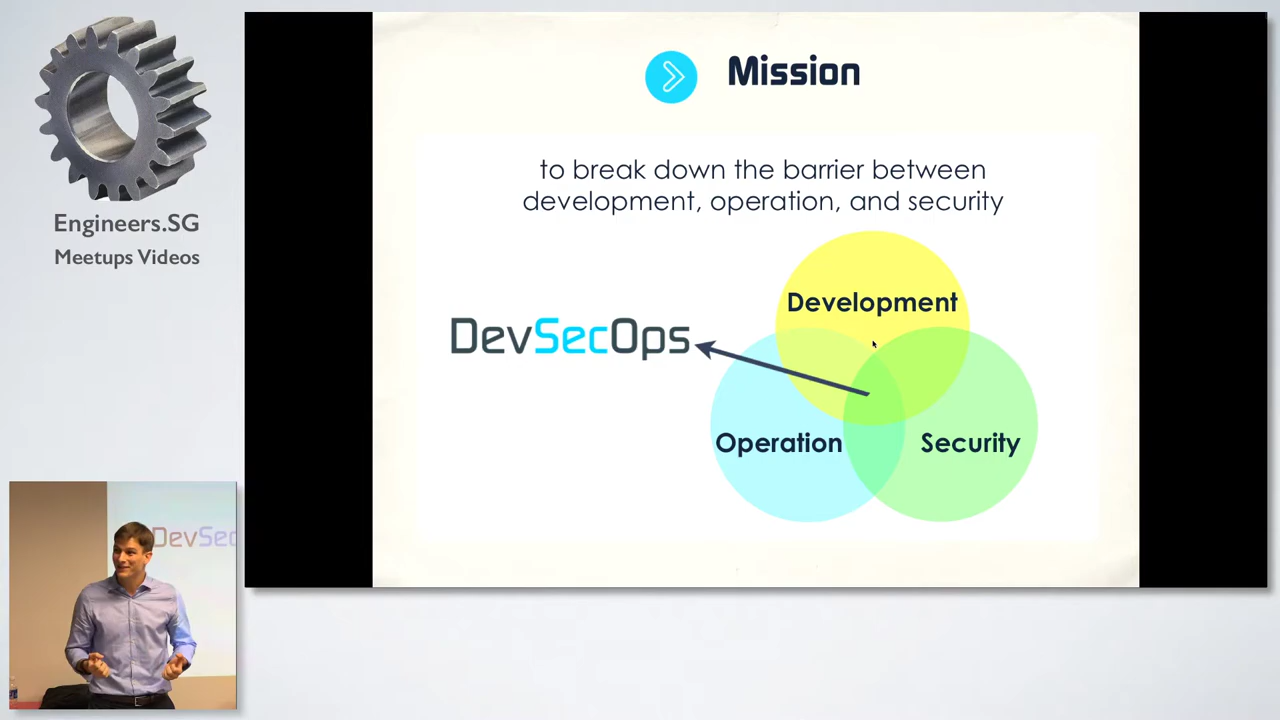 Engineers.SG
Meetups Videos
Mission
to break down the barrier between
development, operation, and security
Development
DevSecOps
Operation
Security
DevSec